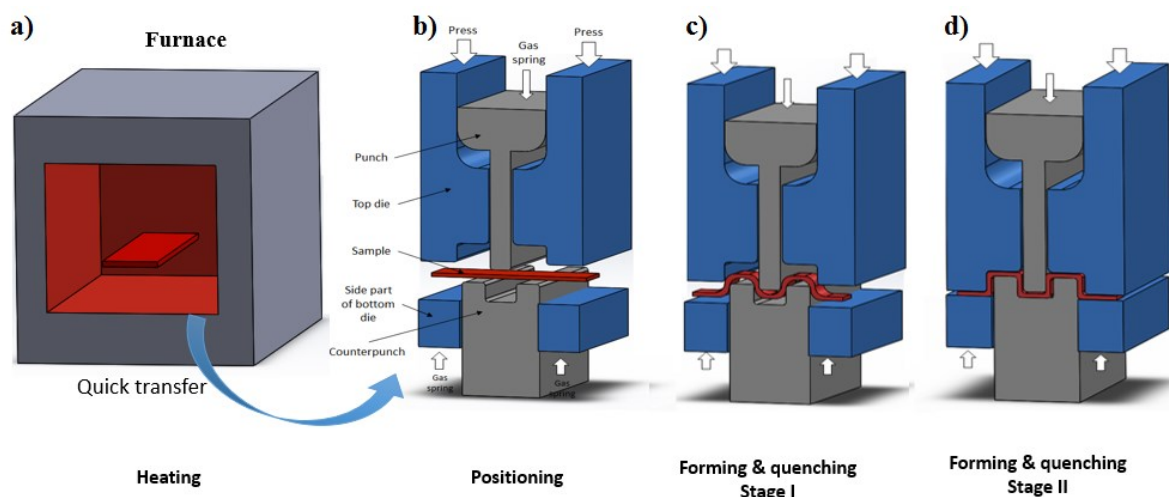 a)
Furnace
Quick transfer
Heating
b)
Press
Gas
spring
Press
Punch
Top die
Sample
Side part
of bottom
die
Counterpunch
Gas
spring
Gas
spring
Positioning
c)
Forming & quenching
Stage I
d)
Forming & quenching
Stage II